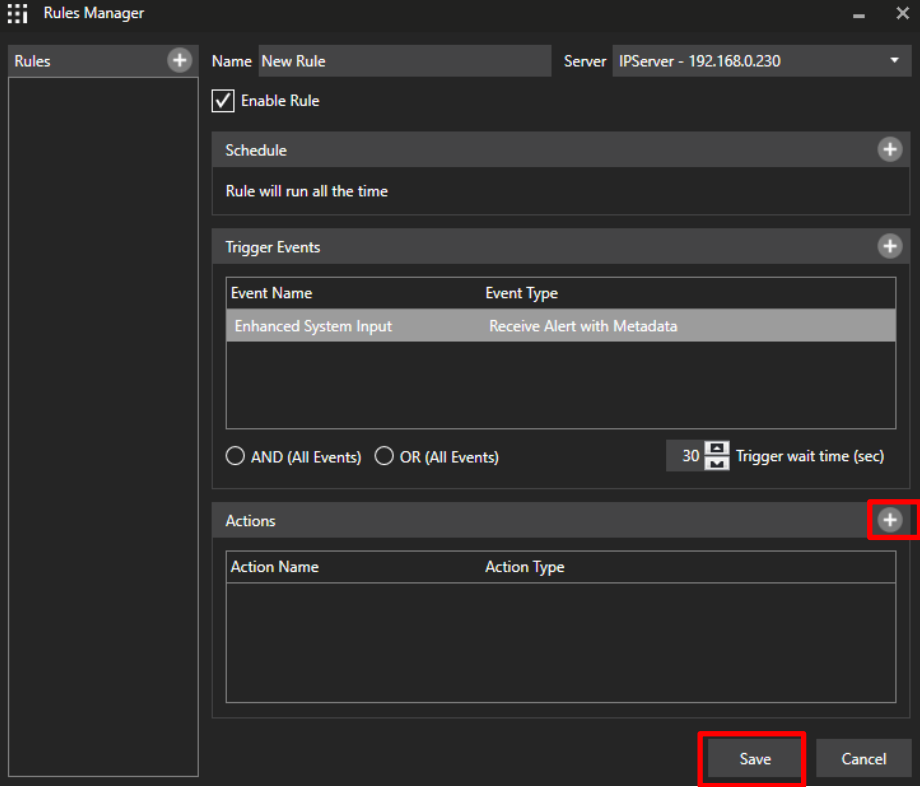 Rules Manager
Rules
Name New Rule Server IPServer - 192.168.0.230
Enable Rule
Schedule
Rule will run all the time
Trigger Events
Event Name Event Type
Enhanced System Input Receive Alert with Metadata
AND (All Events) OR (All Events) 30 Trigger wait time (sec)
Actions
Action Name Action Type
Save Cancel